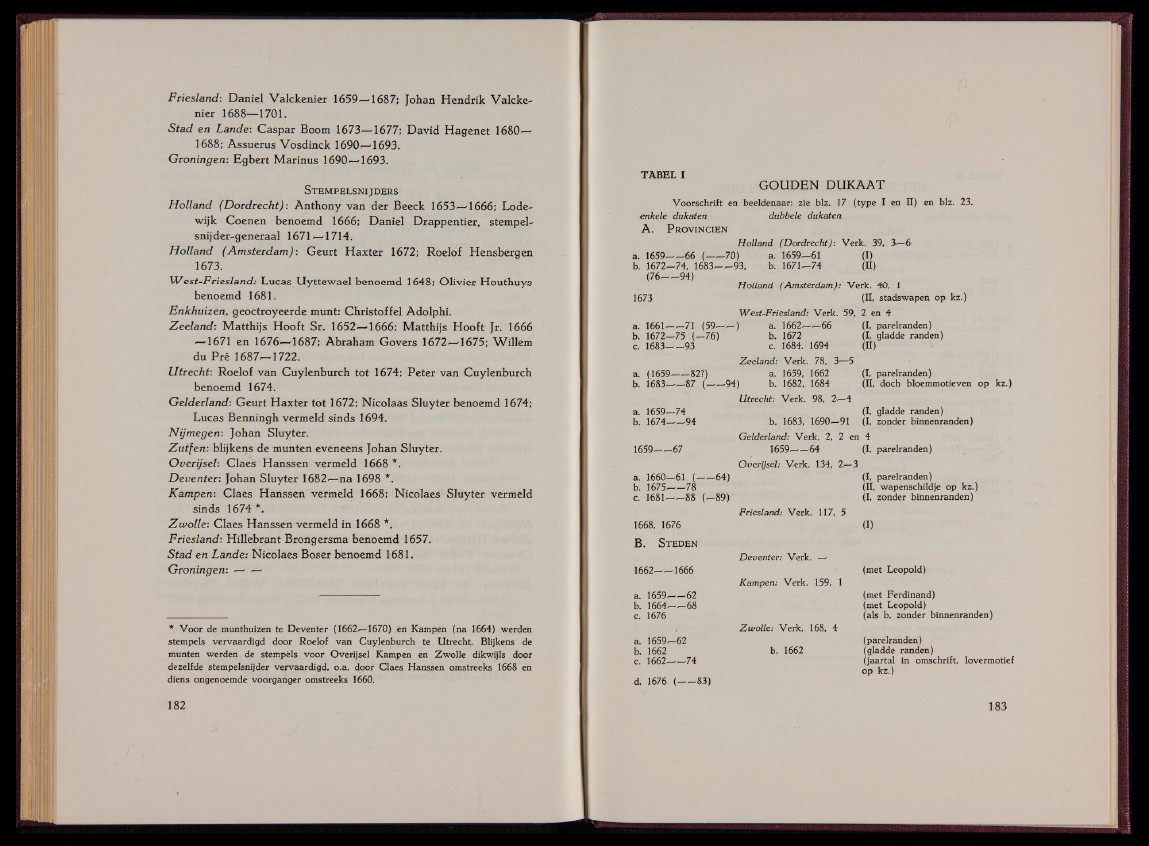 Friesland: Daniel Valckenier 1659—1687; Johan Hendrik Valcke-
nier 1688—1701.
Stad en Lande: Caspar Boom 1673—1677; David Hagenet 1680—
1688; Assuerus Vosdinck 1690—1693.
Groningen: Egbert Marinus 1690—1693.
STEMPELSNIJDERS
Holland (Dordrecht): Anthony van der Beeck 1653—1666; Lode-
wijk Coenen benoemd 1666; Daniel Drappentier, stempel-
snijder-generaal 1671—1714.
Holland (Amsterdam): Geurt Haxter 1672; Roelof Hensbergen
1673.
West-Friesland: Lucas Uyttewael benoemd 1648; Olivier Houthuys
benoemd 1681.
Enkhuizen, geoctroyeerde munt: Christoffel Adolphi.
Zeeland: Matthijs Hooft Sr. 1652—1666; Matthijs Hooft Jr. 1666
—1671 en 1676—1687; Abraham Govers 1672—1675; Willem
du Pré 1687—1722.
Utrecht: Roelof van Cuylenburch tot 1674; Peter van Cuylenburch
benoemd 1674.
Gelderland: Geurt Haxter tot 1672; Nicolaas Sluyter benoemd 1674;
Lucas Benningh vermeld sinds 1694.
Nijmegen: Johan Sluyter.
Zutfen: blijkens de munten eveneens Johan Sluyter.
Overijsel: Claes Hanssen vermeld 1668 *.
Deventer: Johan Sluyter 1682—na 1698 *.
Kampen: Claes Hanssen vermeld 1668; Nicolaes Sluyter vermeld
sinds 1674 *.
Zwolle: Claes Hanssen vermeld in 1668 *.
Friesland: Hillebrant Brongersma benoemd 1657.
Stad en Lande: Nicolaes Boser benoemd 1681.
Groningen: — —
* Voor de munthuizen te Deventer (1662—1670) en Kampen (na 1664) werden
stempels vervaardigd door Roelof van Cuylenburch te Utrecht. Blijkens de
munten werden de stempels voor Overijsel Kampen en Zwolle dikwijls door
dezelfde stempelsnijder vervaardigd, o.a. door Claes Hanssen omstreeks 1668 en
diens ongenoemde voorganger omstreeks 1660.
182
TABEL I
GOUDEN DUKAAT
Voorschrift en beeldenaar: zie blz. 17 (type I en II) en blz. 23.
enkele dukaten dubbele dukaten
A. PROVINCIEN
Holland (Dordrecht): Verk. 39, 3—6
a. 1659——66 (——70) a. 1659—61 (I)
b. 1672—74, 1683——93, b. 1671—74 (II)
(76——94)
Holland (Amsterdam): Verk. 40, 1
1673 (II, stadswapen op kz.)
West-Friesland: Verk. 59, 2 en 4
a. 1661——71 (59——) a. 1662——66 (I, parelranden)
b. 1672—75 (—76) b. 1672 (I, gladde randen)
c. 1683——93 c. 1684, 1694 (II)
Zeeland: Verk. 78, 3—5
a. (1659——82?) a. 1659, 1662 (I, parelranden)
b. 1683——87 (——94) b. 1682, 1684 (II, doch bloemmotieven op kz.)
Utrecht: Verk. 98, 2—4
a. 1659—74 (I, gladde randen)
b. 1674——94 b. 1683, 1690—91 (I, zonder binnenranden)
Gelderland: Verk. 2, 2 en 4
1659——67 1659——64 (I, parelranden)
Overijsel: Verk. 134, 2—3
a. 1660—61 (——64) (I, parelranden)
b. 1675——78 (II, wapenschildje op kz.)
c. 1681——88 (—89) (I, zonder binnenranden)
Friesland: Verk. 117, 5
1668, 1676 (I)
B. STEDEN
Deventer: Verk. —
1662——1666 (met Leopold)
Kampen: Verk. 159, 1
a. 1659——62 (met Ferdinand)
b. 1664——68 (met Leopold)
c. 1676 (als b, zonder binnenranden)
Zwolle: Verk. 168, 4
a. 1659—62 (parelranden)
b. 1662 b. 1662 (gladde randen)
c. 1662——74 (jaartal in omschrift, lovermotief
op kz.)
d. 1676 (——83)
183